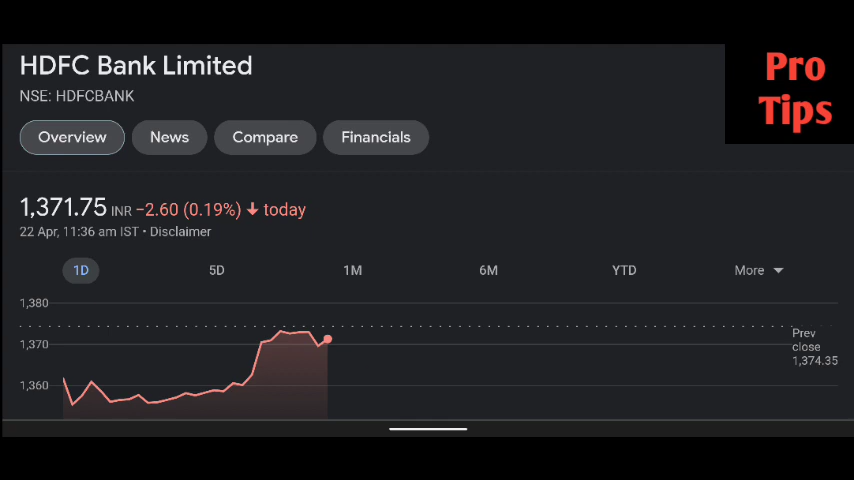 HDFC Bank Limited
NSE: HDFCBANK
Pro
Tips
Overview News Compare Financials
1,371.75 INR −2.60 (0.19%) ↓ today
22 Apr, 11:36 am IST • Disclaimer
1D 5D 1M 6M YTD More
1,380
1,370
1,360
Prev
close
1,374.35